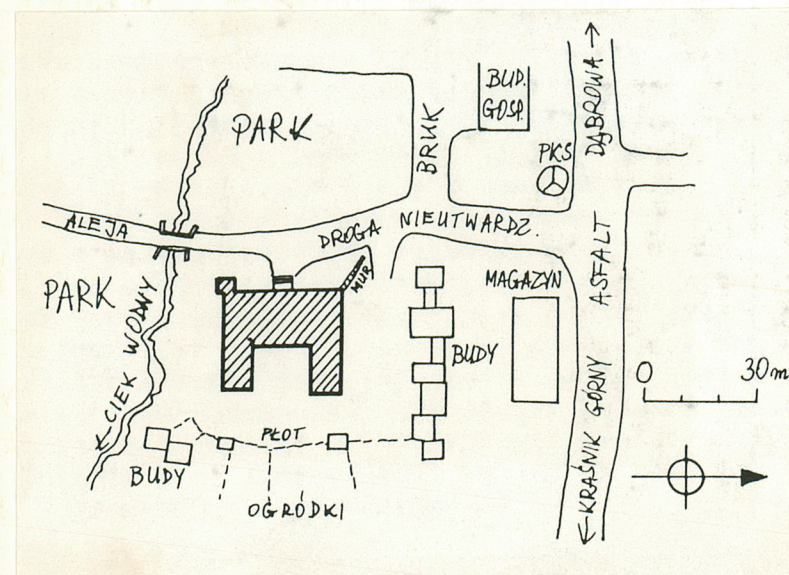 PARK
BRUK
BUD.
GOSP.
PKS
DĄBROWA
ALEJA
DROGA NIEUTWARDZ.
MUR
PARK
CIEK WODNY
MAGAZYN
ASFALT
BUDY
0 30m
KRAŚNIK GÓRNY
PŁOT
BUDY
OGRÓDKI